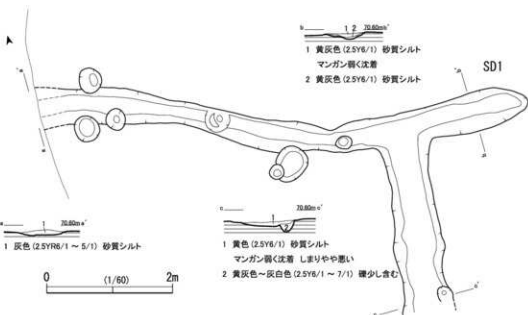 b 70.60m b'
1 2
1 黄灰色 (2.5Y6/1) 砂質シルト
マンガン弱く沈着
2 黄灰色 (2.5Y6/1) 砂質シルト
SD1
a 70.60m a'
1
1 灰色 (2.5YR6/1 ~ 5/1) 砂質シルト
c 70.60m c'
1
2
1 黄色 (2.5Y6/1) 砂質シルト
マンガン弱く沈着 しまりやや悪い
2 黄灰色~灰白色 (2.5Y6/1 ~ 7/1) 礫少し含む
0 (1/60) 2m